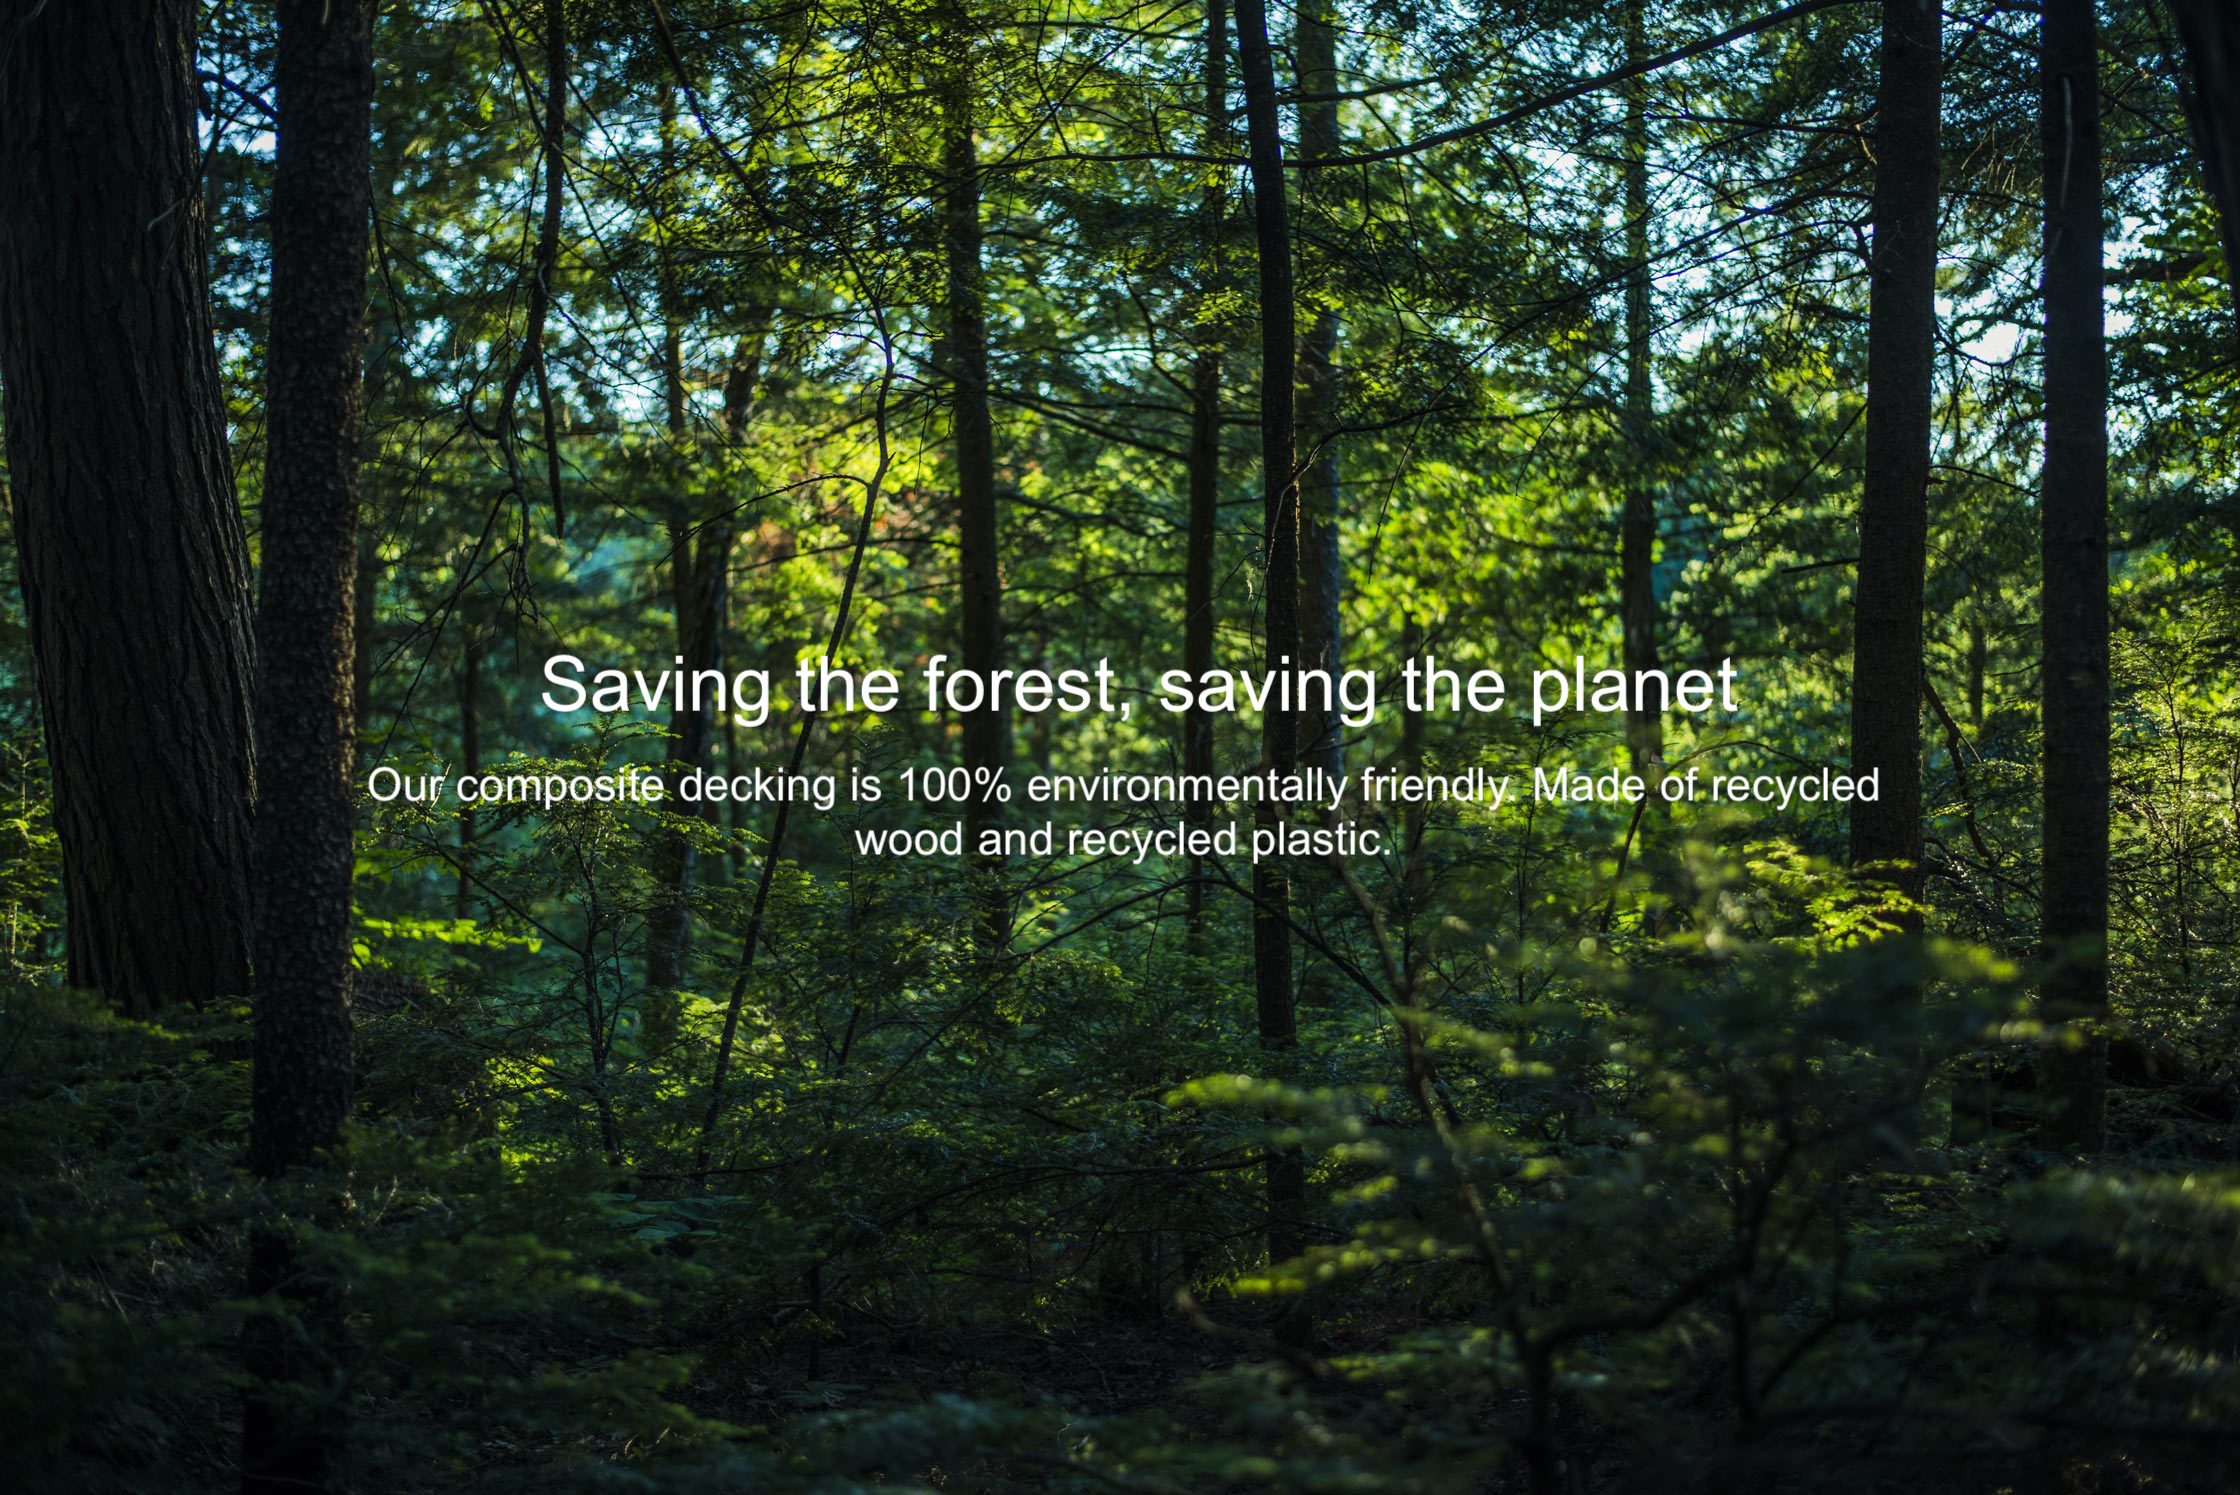 Saving the forest, saving the planet
Our composite decking is 100% environmentally friendly. Made of recycled
wood and recycled plastic.